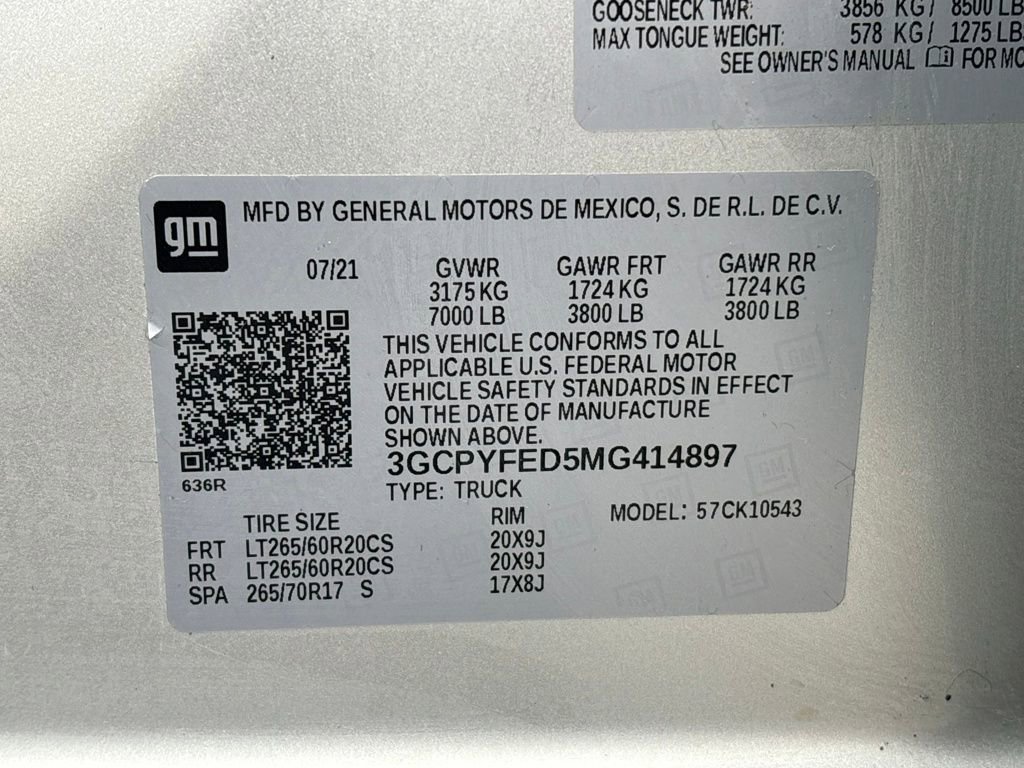 GOOSENECK TWR: 3856 KG/ 8500 LB
MAX TONGUE WEIGHT: 578 KG/ 1275 LB
SEE OWNER'S MANUAL FOR
gm
MFD BY GENERAL MOTORS DE MEXICO, S. DE R.L. DE C.V.
07/21 GVWR GAWR FRT GAWR RR
3175 KG 1724 KG 1724 KG
7000 LB 3800 LB 3800 LB
THIS VEHICLE CONFORMS TO ALL
APPLICABLE U.S. FEDERAL MOTOR
VEHICLE SAFETY STANDARDS IN EFFECT
ON THE DATE OF MANUFACTURE
SHOWN ABOVE.
3GCPYFED5MG414897
636R
TYPE: TRUCK
TIRE SIZE RIM MODEL: 57CK10543
FRT LT265/60R20CS 20X9J
RR LT265/60R20CS 20X9J
SPA 265/70R17 S 17X8J